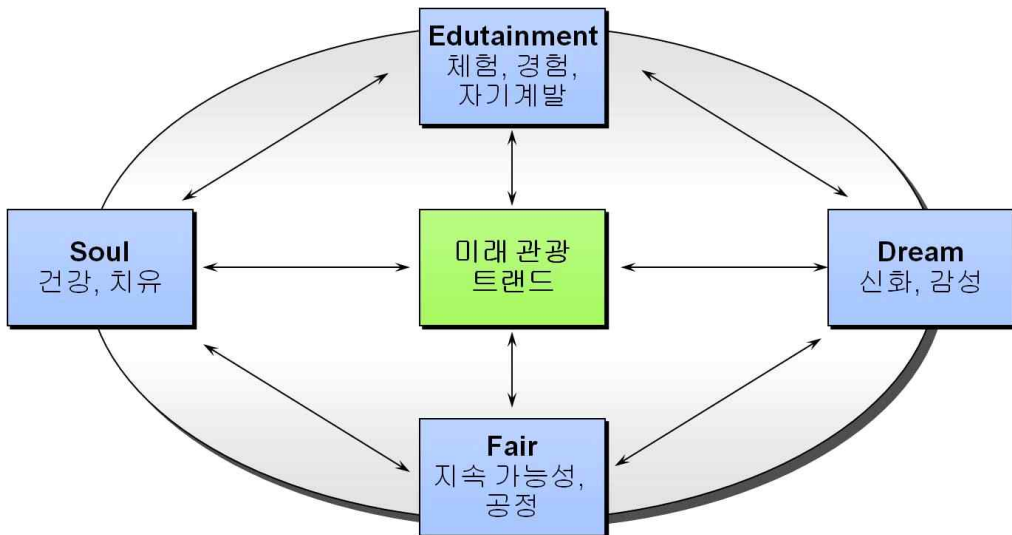 Edutainment
체험, 경험,
자기계발
Soul
건강, 치유
미래 관광
트랜드
Dream
신화, 감성
Fair
지속 가능성,
공정